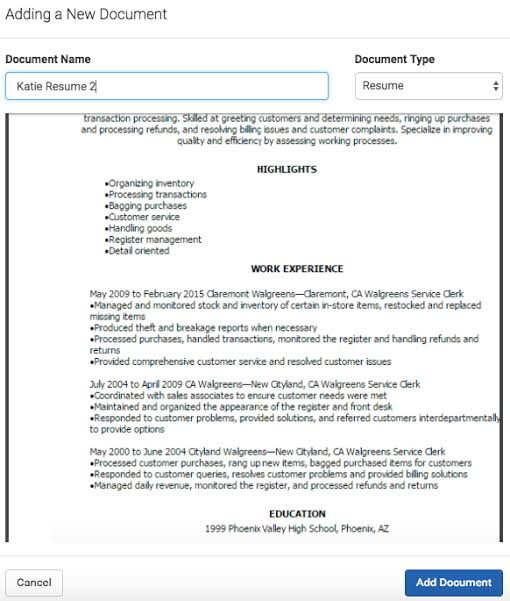 Adding a New Document
Document Name
Document Type
Katie Resume 2
Resume
transaction processing. Skilled at greeting customers and determining needs, ringing up purchases
and processing refunds, and resolving billing issues and customer complaints. Specialize in improving
quality and efficiency by assessing working processes.
HIGHLIGHTS
•Organizing inventory
•Processing transactions
•Bagging purchases
•Customer service
•Handling goods
•Register management
•Detail oriented
WORK EXPERIENCE
May 2009 to February 2015 Claremont Walgreens—Claremont, CA Walgreens Service Clerk
•Managed and monitored stock and inventory of certain in-store items, restocked and replaced
missing items
•Produced theft and breakage reports when necessary
•Processed purchases, handled transactions, monitored the register and handling refunds and
returns
•Provided comprehensive customer service and resolved customer issues
July 2004 to April 2009 CA Walgreens—New Cityland, CA Walgreens Service Clerk
•Coordinated with sales associates to ensure customer needs were met
•Maintained and organized the appearance of the register and front desk
•Responded to customer problems, provided solutions, and referred customers interdepartmentally
to provide options
May 2000 to June 2004 Cityland Walgreens—New Cityland, CA Walgreens Service Clerk
•Processed customer purchases, rang up new items, bagged purchased items for customers
•Responded to customer queries, resolves customer problems and provided billing solutions
•Managed daily revenue, monitored the register, and processed refunds and returns
EDUCATION
1999 Phoenix Valley High School, Phoenix, AZ
Cancel
Add Document